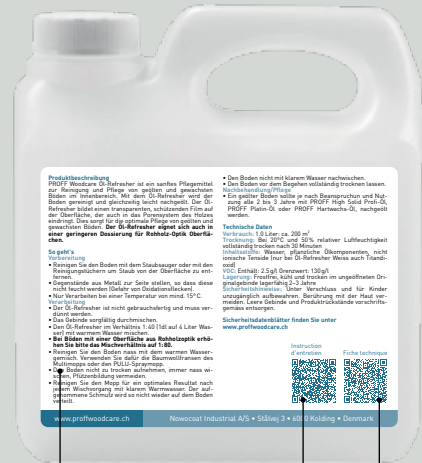 Produktbeschreibung
PROFF Woodcare Öl-Refresher ist ein sanftes Pflegemittel
zur Reinigung und Pflege von geölten und gewachsten
Böden im Innenbereich. Mit dem Öl-Refresher wird der
Boden gereinigt und gleichzeitig leicht nachgeölt. Der Öl-
Refresher bildet einen transparenten, schützenden Film auf
der Oberfläche, der auch in das Porensystem des Holzes
eindringt. Dies sorgt für die optimale Pflege von geölten und
gewachsten Böden. Der Öl-Refresher eignet sich auch in
einer geringeren Dossierung für Rohholz-Optik Oberflä-
chen.
So geht's
Vorbereitung
• Reinigen Sie den Boden mit dem Staubsauger oder mit den
Reinigungstüchern um Staub von der Oberfläche zu ent-
fernen.
• Gegenstände aus Metall zur Seite stellen, so dass diese
nicht feucht werden (Gefahr von Oxidationsflecken).
• Nur Verarbeiten bei einer Temperatur von mind. 15°C.
Verarbeitung
• Der Öl-Refresher ist nicht gebrauchsfertig und muss ver-
dünnt werden.
• Das Gebinde sorgfältig durchmischen.
• Den Öl-Refresher im Verhältnis 1:40 (1dl auf 4 Liter Was-
ser) mit warmem Wasser mischen.
• Bei Böden mit einer Oberfläche aus Rohholzoptik erhö-
hen Sie bitte das Mischverhältnis auf 1:80.
• Reinigen Sie den Boden nass mit dem warmen Wasser-
gemisch. Verwenden Sie dafür die Baumwollfransen des
Multimopps oder den PULU-Spraymopp.
• Den Boden nicht zu trocken aufnehmen, immer nass wi-
schen, Pfützenbildung vermeiden.
• Reinigen Sie den Mopp für ein optimales Resultat nach
jedem Wischvorgang mit klarem Warmwasser. Der auf-
genommene Schmutz wird so nicht wieder auf dem Boden
verteilt.
• Den Boden nicht mit klarem Wasser nachwischen.
• Den Boden vor dem Begehen vollständig trocknen lassen.
Nachbehandlung/Pflege
• Ein geölter Boden sollte je nach Beanspruchun und Nut-
zung alle 2 bis 3 Jahre mit PROFF High Solid Profi-Öl,
PROFF Platin-Öl oder PROFF Hartwachs-Öl, nachgeölt
werden.
Technische Daten
Verbrauch: 1.0 Liter: ca. 200 m²
Trocknung: Bei 20°C und 50% relativer Luftfeuchtigkeit
vollständig trocken nach 30 Minuten
Inhaltsstoffe: Wasser, pflanzliche Ölkomponenten, nicht
ionische Tenside (nur bei Öl-Refresher Weiss auch Titandi-
oxid)
VOC: Enthält: 2.5g/l Grenzwert: 130g/l
Lagerung: Frostfrei, kühl und trocken im ungeöffneten Ori-
ginalgebinde lagerfähig 2–3 Jahre
Sicherheitshinweise: Unter Verschluss und für Kinder
unzugänglich aufbewahren. Berührung mit der Haut ver-
meiden. Leere Gebinde und Produktrückstände vorschrifts-
gemäss entsorgen.
Sicherheitsdatenblätter finden Sie unter
www.proffwoodcare.ch
Instruction
d'entretien
Fiche technique
www.proffwoodcare.ch
Nowocoat Industrial A/S • Stålvej 3 • 6000 Kolding • Denmark